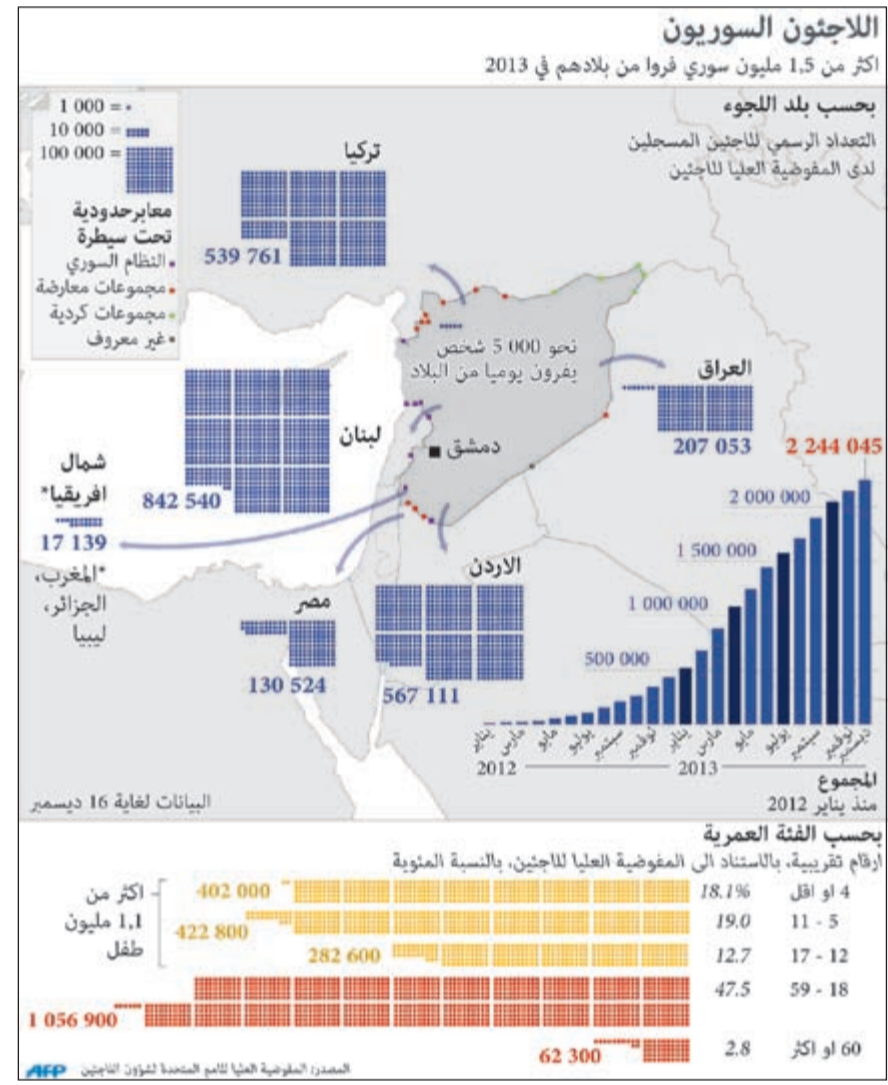 اللاجئون السوريون
اكثر من 1,5 مليون سوري فروا من بلادهم في 2013
بحسب بلد اللجوء
التعداد الرسمي للاجئين المسجلين
لدى المفوضية العليا للاجئين
1 000 =
10 000 =
100 000 =
معابرحدودية
تحت سيطرة
النظام السوري
مجموعات معارضة
مجموعات كردية
غير معروف
تركيا
539 761
نحو 5 000 شخص
يفرون يوميا من البلاد
العراق
207 053
لبنان
842 540
دمشق
شمال
افريقيا*
17 139
*المغرب،
الجزائر،
ليبيا
مصر
130 524
الاردن
567 111
2 244 045
2 000 000
1 500 000
1 000 000
500 000
يناير مارس مايو يوليو سبتمبر نوفمبر يناير مارس مايو يوليو سبتمبر نوفمبر ديسمبر
2012 2013
المجموع
منذ يناير 2012
البيانات لغاية 16 ديسمبر
بحسب الفئة العمرية
ارقام تقريبية، بالاستناد الى المفوضية العليا للاجئين، بالنسبة المئوية
4 او اقل 18.1% 402 000
5 - 11 19.0 422 800
12 - 17 12.7 282 600
اكثر من
1,1 مليون
طفل
18 - 59 47.5 1 056 900
60 او اكثر 2.8 62 300
المصدر: المفوضية العليا للامم المتحدة لشؤون اللاجئين AFP